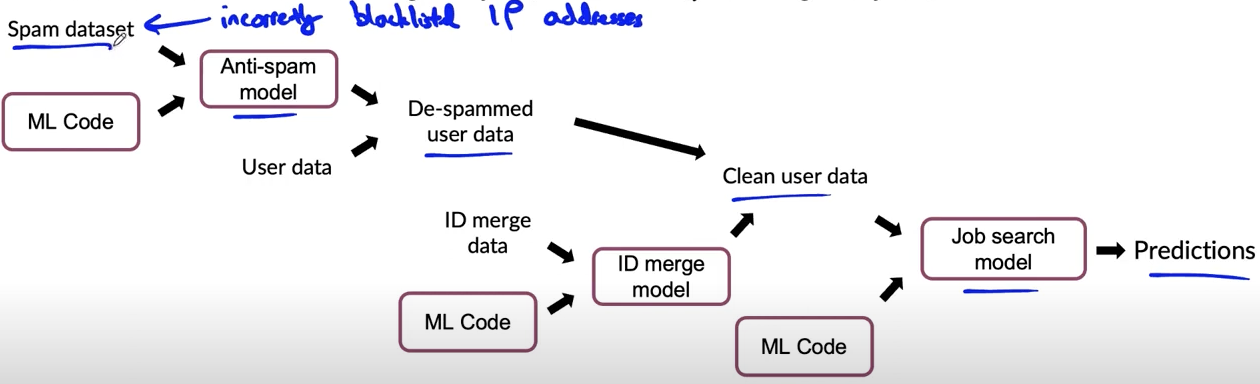 incorrectly blacklisted IP addresses
Spam dataset
Anti-spam
model
ML Code
De-spammed
user data
User data
Clean user data
ID merge
data
ID merge
model
ML Code
Job search
model
Predictions
ML Code